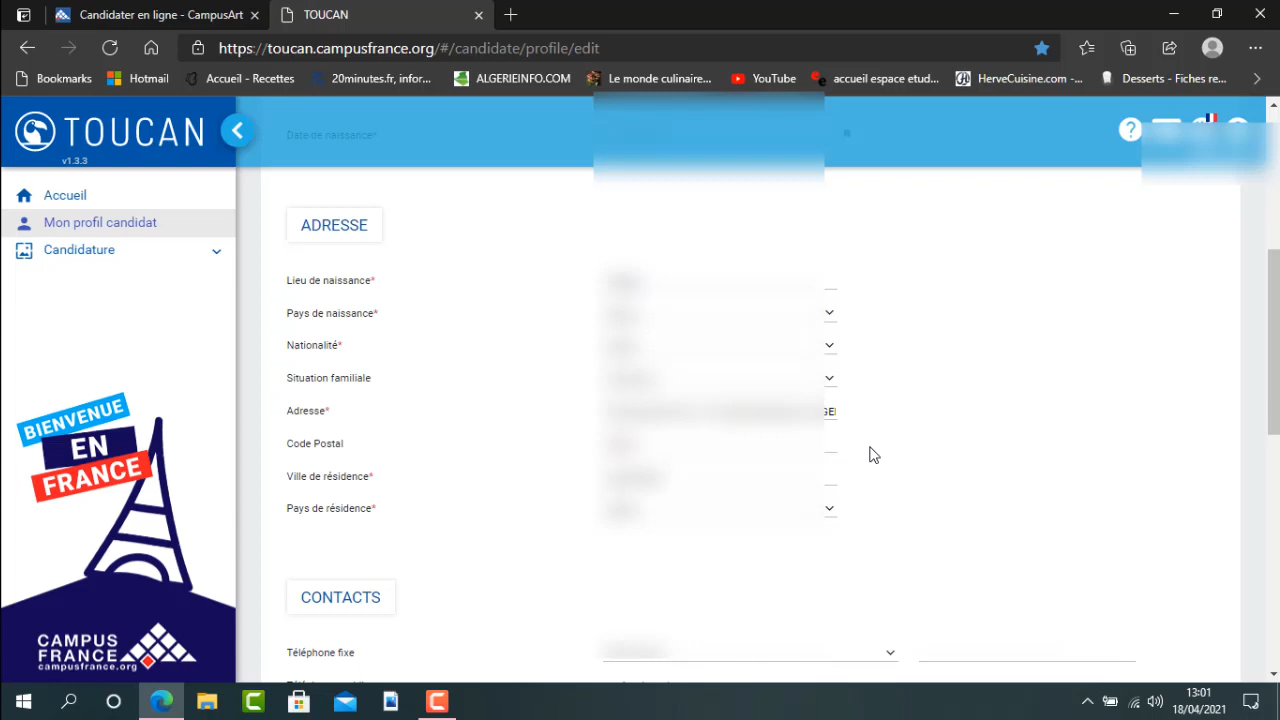 Candidater en ligne - CampusArt
TOUCAN
https://toucan.campusfrance.org/#/candidate/profile/edit
Bookmarks
Hotmail
Accueil - Recettes
20minutes.fr, infor...
ALGERIEINFO.COM
Le monde culinaire...
YouTube
accueil espace etud...
HerveCuisine.com -...
Desserts – Fiches re...
TOUCAN
v1.3.3
Date de naissance*
Accueil
Mon profil candidat
Candidature
ADRESSE
Lieu de naissance*
Pays de naissance*
Nationalité*
Situation familiale
Adresse*
Code Postal
Ville de résidence*
Pays de résidence*
CONTACTS
Téléphone fixe
BIENVENUE
EN
FRANCE
CAMPUS
FRANCE
campusfrance.org
13:01
18/04/2021